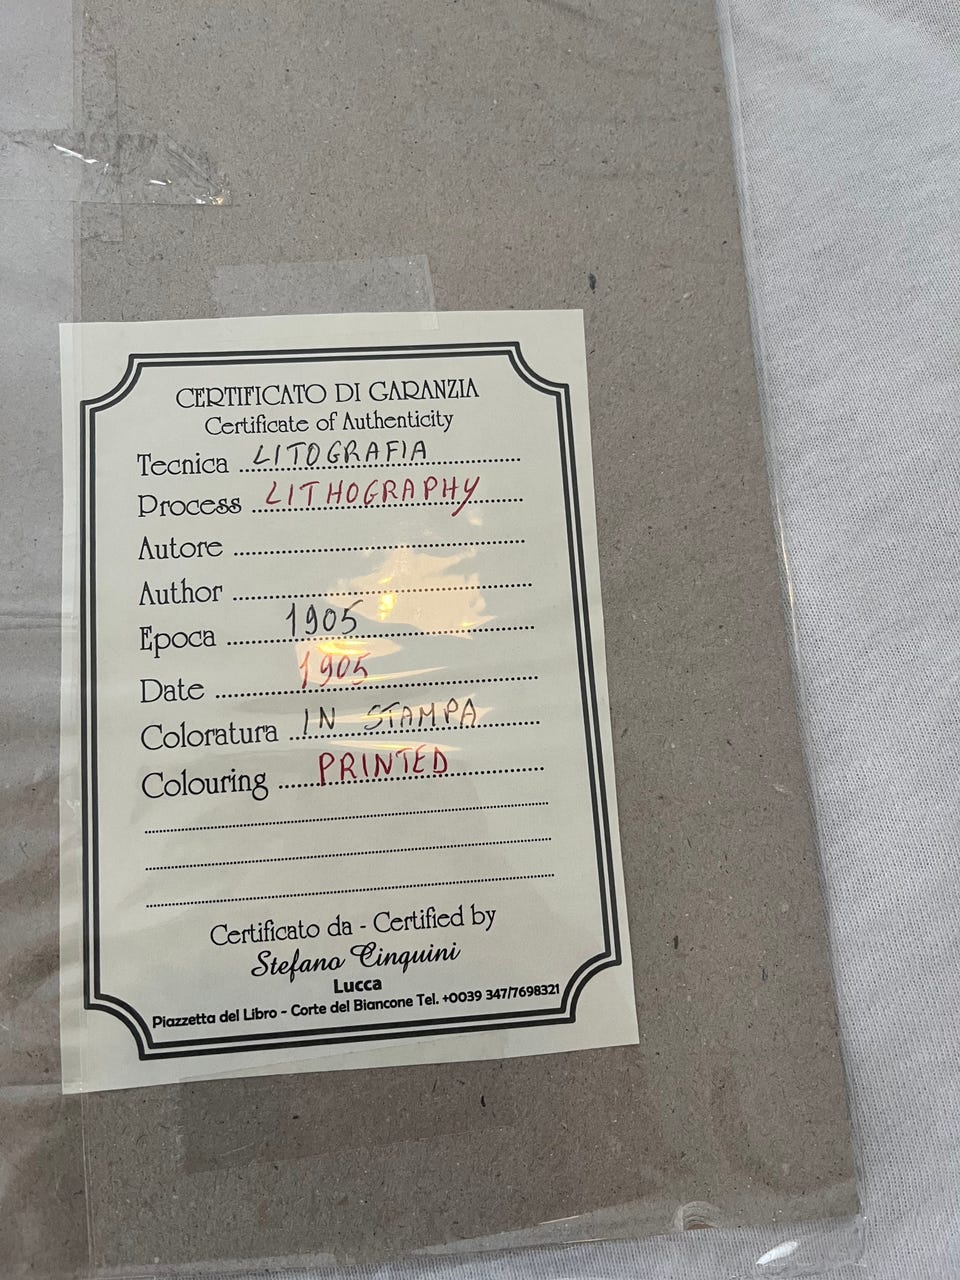 CERTIFICATO DI GARANZIA
Certificate of Authenticity
Tecnica LITOGRAFIA
Process LITHOGRAPHY
Autore
Author
Epoca 1905
Date 1905
Coloratura IN STAMPA
Colouring PRINTED
Certificato da - Certified by
Stefano Cinquini
Lucca
Piazzetta del Libro - Corte del Biancone Tel. +0039 347/7698321